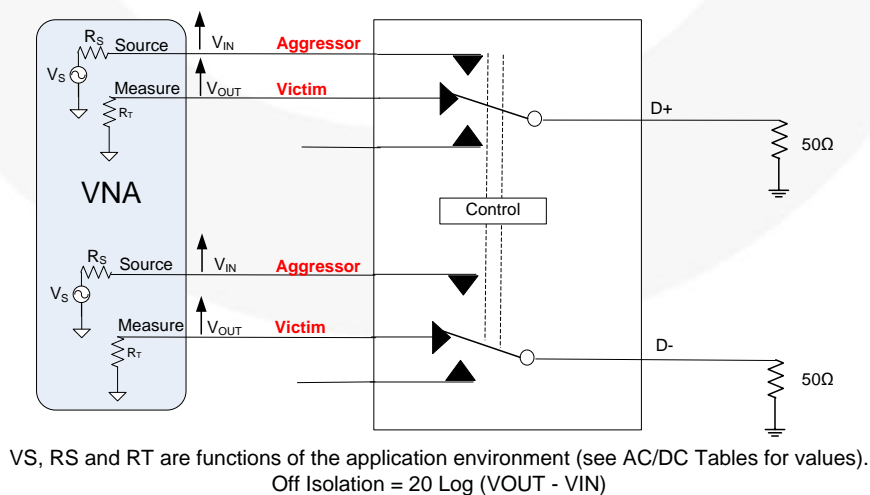 RS Source VIN Aggressor
VS
Measure VOUT Victim
RT
D+
50Ω
VNA
Control
RS Source VIN Aggressor
VS
Measure VOUT Victim
RT
D-
50Ω
VS, RS and RT are functions of the application environment (see AC/DC Tables for values).
Off Isolation = 20 Log (VOUT - VIN)